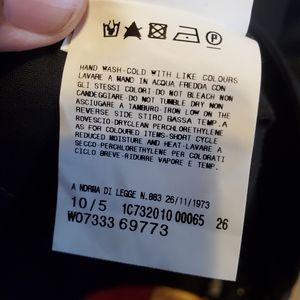 P
HAND WASH-COLD WITH LIKE COLOURS
LAVARE A MANO IN ACQUA FREDDA CON
GLI STESSI COLORI-DO NOT BLEACH NON
CANDEGGIARE-DO NOT TUMBLE DRY NON
ASCIUGARE A TAMBURO-IRON LOW ON THE
REVERSE SIDE STIRO BASSA TEMP.A
ROVESCIO-DRYCLEAN PERCHLORETHYLENE
AS FOR COLOURED ITEMS-SHORT CYCLE
REDUCED MOISTURE AND HEAT-LAVARE A
SECCO-PERCHLORETHYLENE PER COLORATI
CICLO BREVE-RIDURRE VAPORE E TEMP.
A NORMA DI LEGGE N.883 26/11/1973
10/5 1C732010 00065 26
WO7333 69773